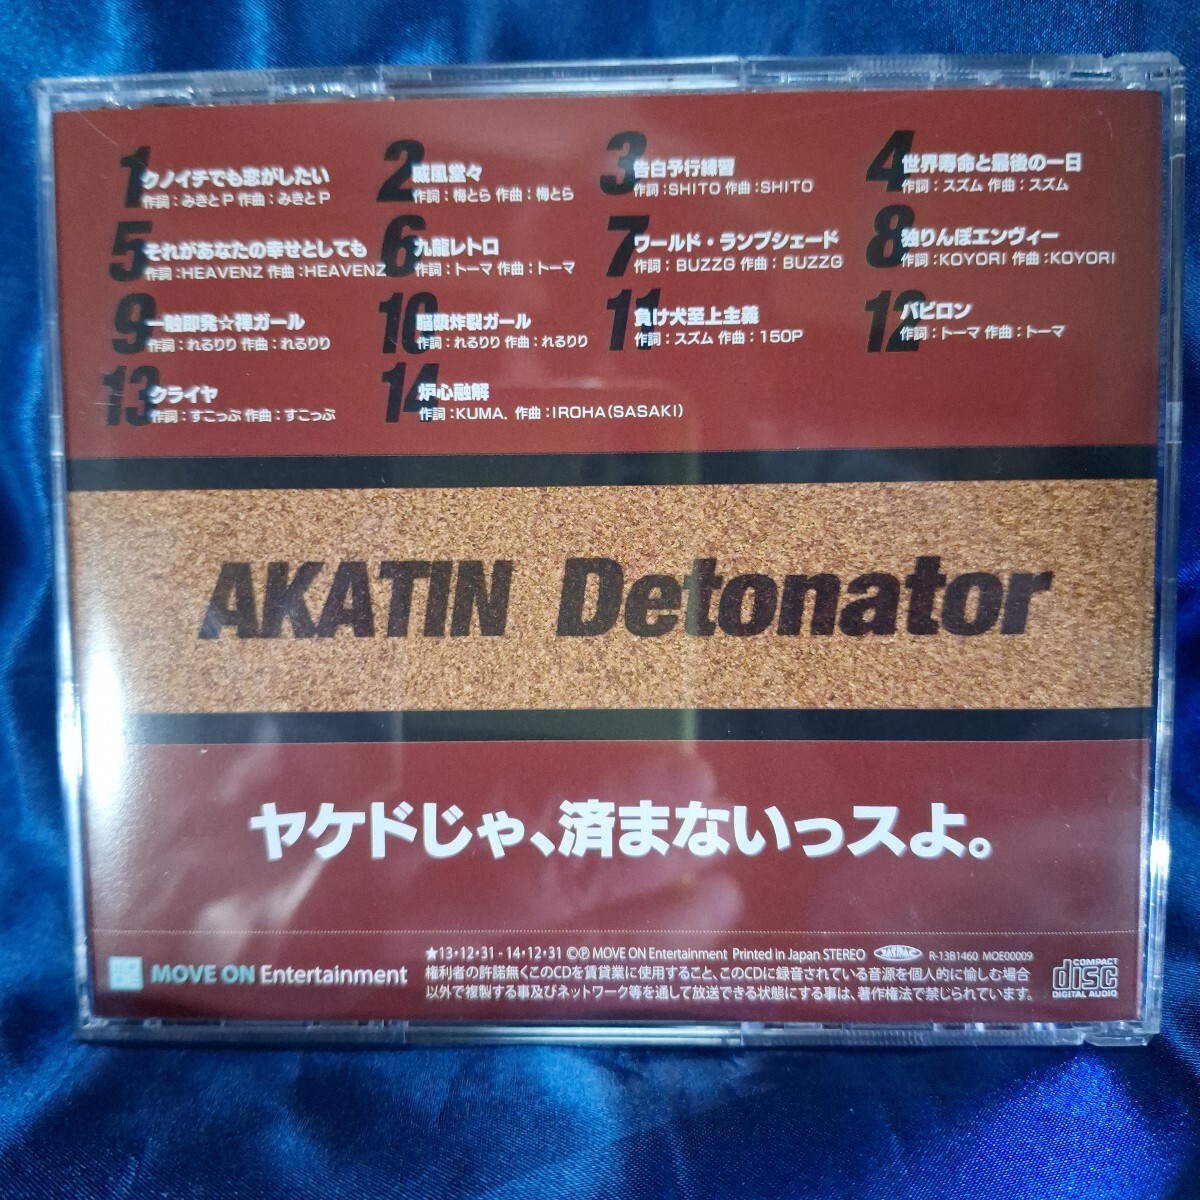 1 クノイチでも恋がしたい
作詞：みきとP 作曲：みきとP
2 威風堂々
作詞：梅とら 作曲：梅とら
3 告白予行練習
作詞：SHITO 作曲：SHITO
4 世界寿命と最後の一日
作詞：スズム 作曲：スズム
5 それがあなたの幸せとしても
作詞：HEAVENZ 作曲：HEAVENZ
6 九龍レトロ
作詞：トーマ 作曲：トーマ
7 ワールド・ランプシェード
作詞：BUZZG 作曲：BUZZG
8 独りんぼエンヴィー
作詞：KOYORI 作曲：KOYORI
9 一触即発☆禅ガール
作詞：れるりり 作曲：れるりり
10 脳漿炸裂ガール
作詞：れるりり 作曲：れるりり
11 負け犬至上主義
作詞：スズム 作曲：150P
12 バビロン
作詞：トーマ 作曲：トーマ
13 クライヤ
作詞：すこっぷ 作曲：すこっぷ
14 炉心融解
作詞：KUMA. 作曲：IROHA(SASAKI)
AKATIN Detonator
ヤケドじゃ、済まないっスよ。
MOVE ON Entertainment
★13・12・31 - 14・12・31 ©℗ MOVE ON Entertainment Printed in Japan STEREO R-13B1460 MOE00009
権利者の許諾無くこのCDを賃貸業に使用すること、このCDに録音されている音源を個人的に愉しむ場合
以外で複製する事及びネットワーク等を通して放送できる状態にする事は、著作権法で禁じられています。
COMPACT
disc
DIGITAL AUDIO